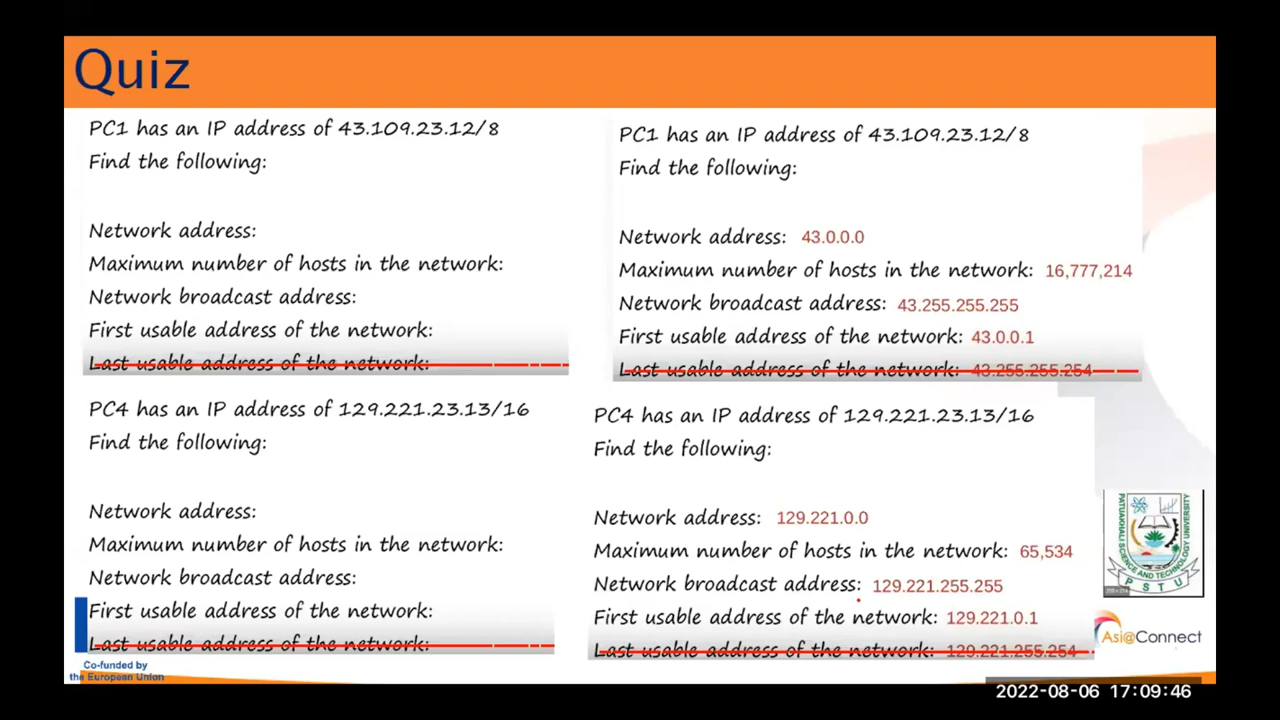 Quiz
PC1 has an IP address of 43.109.23.12/8
Find the following:
Network address:
Maximum number of hosts in the network:
Network broadcast address:
First usable address of the network:
Last usable address of the network:
PC1 has an IP address of 43.109.23.12/8
Find the following:
Network address: 43.0.0.0
Maximum number of hosts in the network: 16,777,214
Network broadcast address: 43.255.255.255
First usable address of the network: 43.0.0.1
Last usable address of the network: 43.255.255.254
PC4 has an IP address of 129.221.23.13/16
Find the following:
Network address:
Maximum number of hosts in the network:
Network broadcast address:
First usable address of the network:
Last usable address of the network:
PC4 has an IP address of 129.221.23.13/16
Find the following:
Network address: 129.221.0.0
Maximum number of hosts in the network: 65,534
Network broadcast address: 129.221.255.255
First usable address of the network: 129.221.0.1
Last usable address of the network: 129.221.255.254
PATUAKHALI SCIENCE AND TECHNOLOGY UNIVERSITY
PSTU
Asi@Connect
Co-funded by
the European Union
2022-08-06 17:09:46